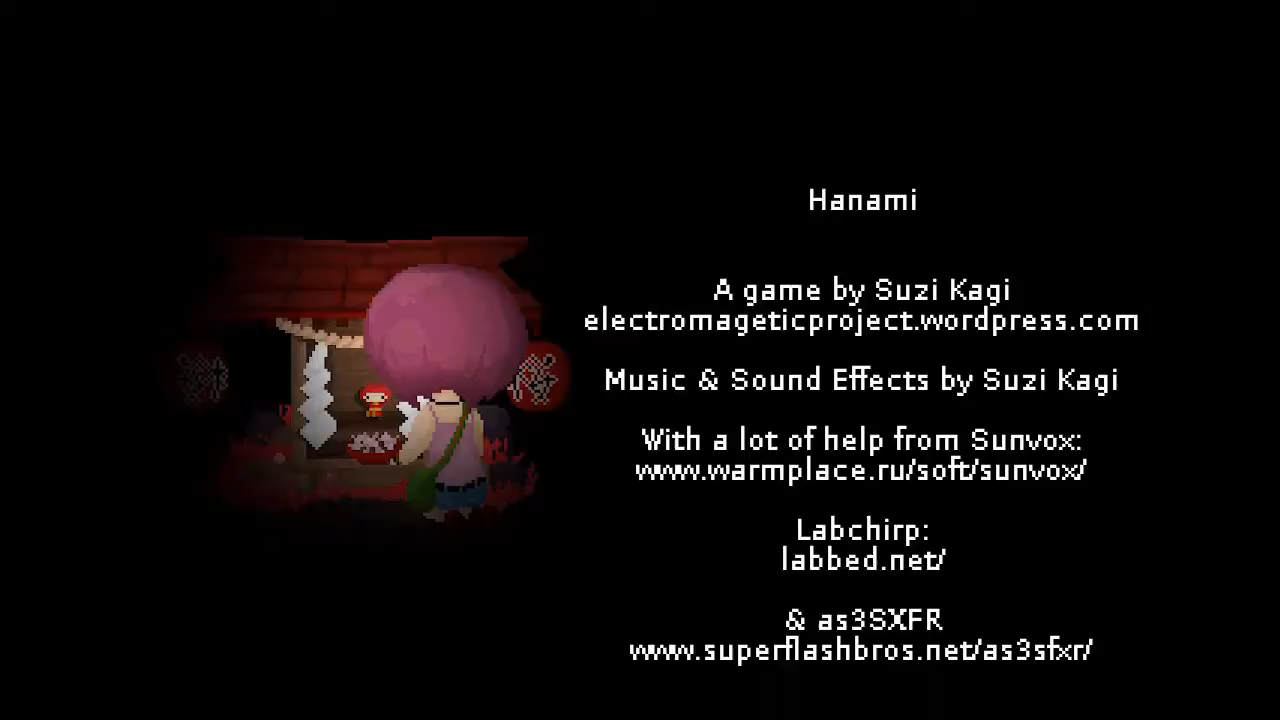 Hanami
A game by Suzi Kagi
electromageticproject.wordpress.com
Music & Sound Effects by Suzi Kagi
With a lot of help from Sunvox:
www.warmplace.ru/soft/sunvox/
Labchirp:
labbed.net/
& as3SXFR
www.superflashbros.net/as3sfxr/